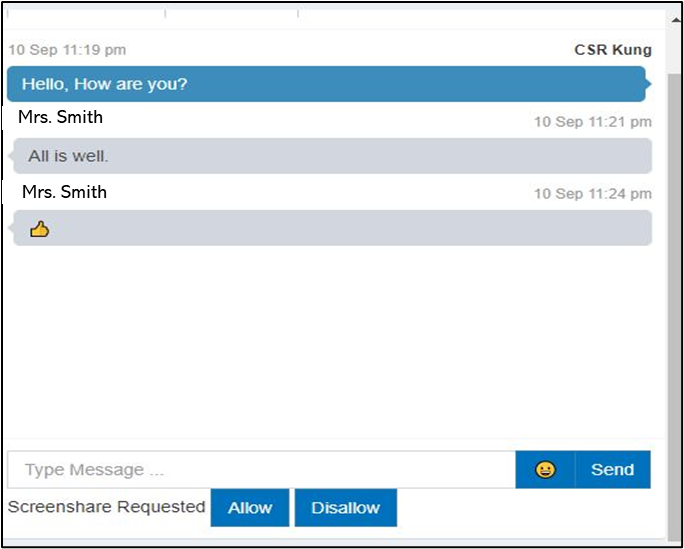 10 Sep 11:19 pm CSR Kung
Hello, How are you?
Mrs. Smith 10 Sep 11:21 pm
All is well.
Mrs. Smith 10 Sep 11:24 pm
👍
Type Message ... 😀 Send
Screenshare Requested Allow Disallow